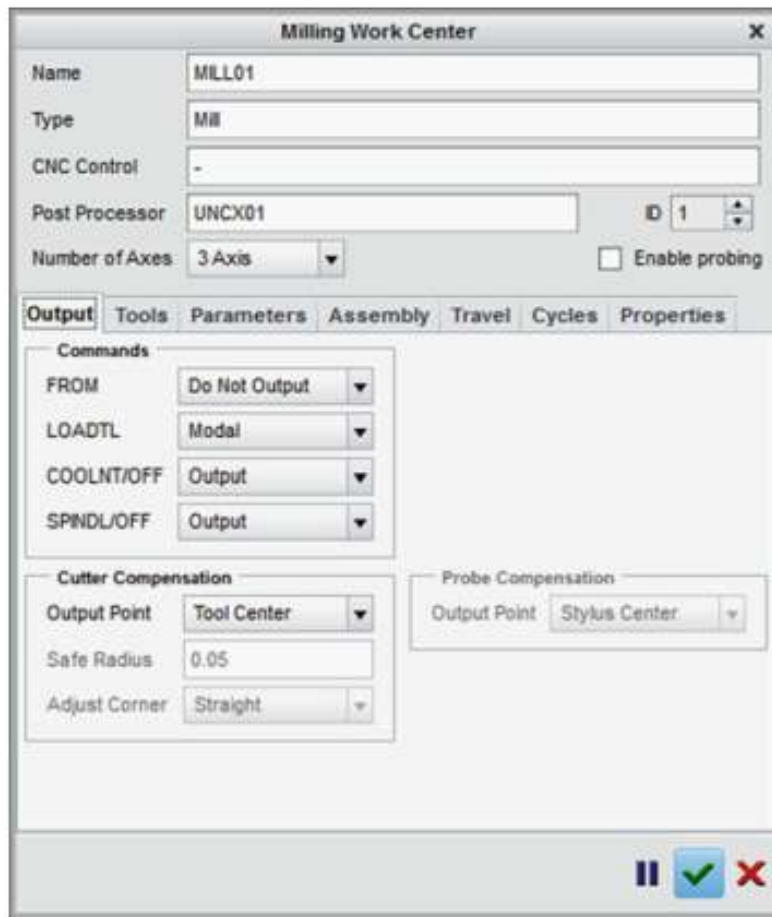 Milling Work Center
Name MILL01
Type Mill
CNC Control -
Post Processor UNCX01 ID 1
Number of Axes 3 Axis Enable probing
Output Tools Parameters Assembly Travel Cycles Properties
Commands
FROM Do Not Output
LOADTL Modal
COOLNT/OFF Output
SPINDL/OFF Output
Cutter Compensation Probe Compensation
Output Point Tool Center Output Point Stylus Center
Safe Radius 0.05
Adjust Corner Straight